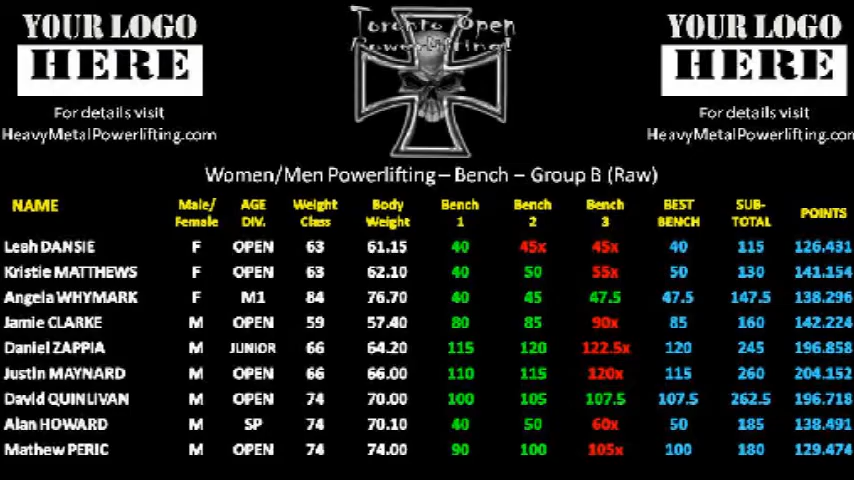 YOUR LOGO
HERE
For details visit
HeavyMetalPowerlifting.com
Toronto Open
Powerlifting!
YOUR LOGO
HERE
For details visit
HeavyMetalPowerlifting.com
Women/Men Powerlifting – Bench – Group B (Raw)
NAME Male/Female AGE DIV. Weight Class Body Weight Bench 1 Bench 2 Bench 3 BEST BENCH SUB-TOTAL POINTS
Leah DANSIE F OPEN 63 61.15 40 45x 45x 40 115 126.431
Kristie MATTHEWS F OPEN 63 62.10 40 50 55x 50 130 141.154
Angela WHYMARK F M1 84 76.70 40 45 47.5 47.5 147.5 138.296
Jamie CLARKE M OPEN 59 57.40 80 85 90x 85 160 142.224
Daniel ZAPPIA M JUNIOR 66 64.20 115 120 122.5x 120 245 196.858
Justin MAYNARD M OPEN 66 66.00 110 115 120x 115 260 204.152
David QUINLIVAN M OPEN 74 70.00 100 105 107.5 107.5 262.5 196.718
Alan HOWARD M SP 74 70.10 40 50 60x 50 185 138.491
Mathew PERIC M OPEN 74 74.00 90 100 105x 100 180 129.474